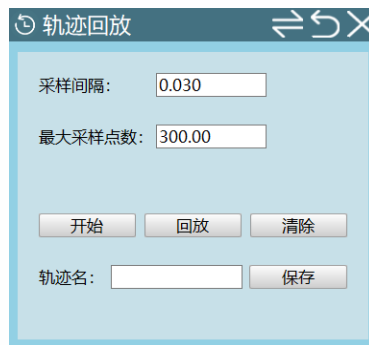 轨迹回放
采样间隔： 0.030
最大采样点数： 300.00
开始 回放 清除
轨迹名： 保存